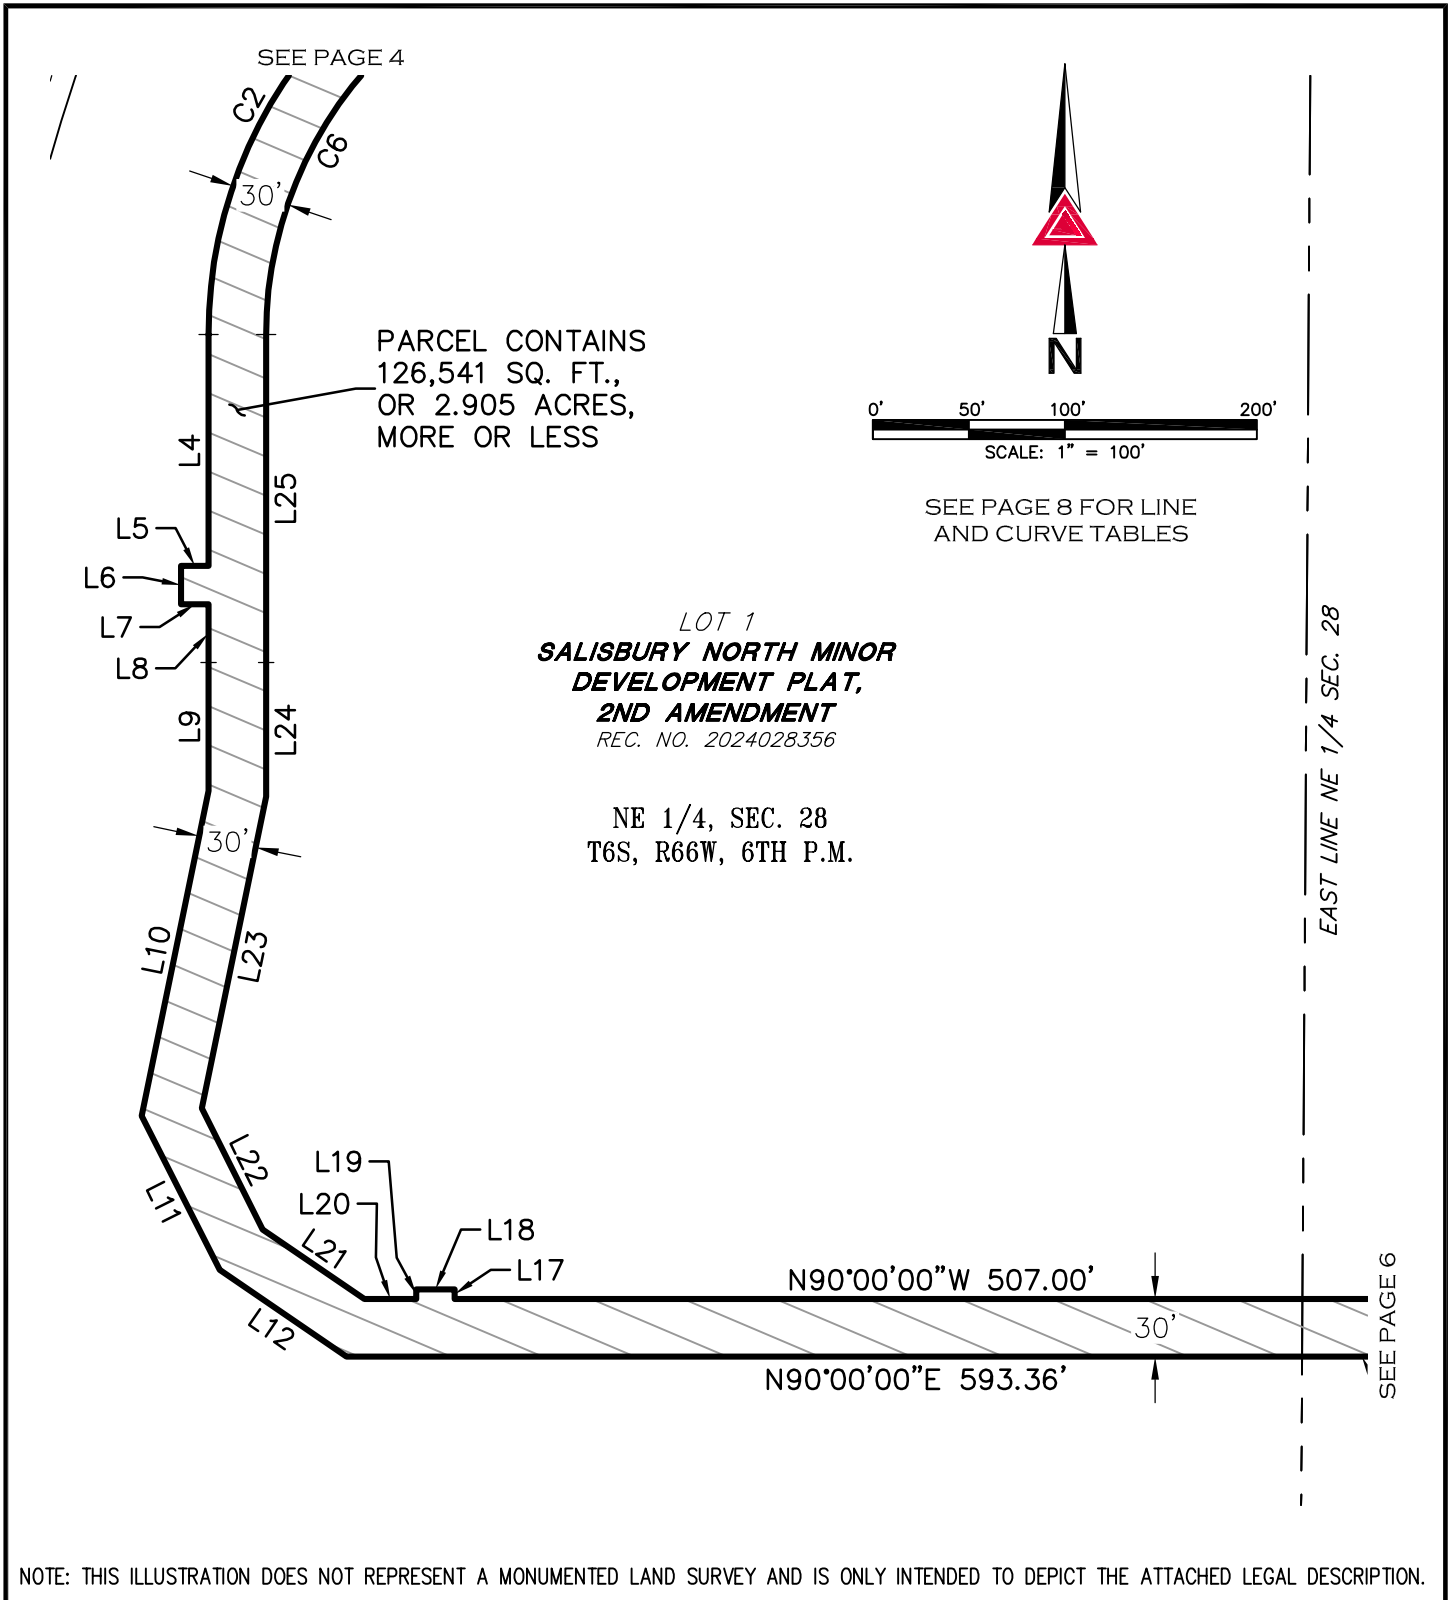 SEE PAGE 4
C2
C6
30'
PARCEL CONTAINS
126,541 SQ. FT.,
OR 2.905 ACRES,
MORE OR LESS
N
0' 50' 100' 200'
SCALE: 1" = 100'
SEE PAGE 8 FOR LINE
AND CURVE TABLES
L4
L25
L5
L6
L7
L8
L9
L24
LOT 1
SALISBURY NORTH MINOR
DEVELOPMENT PLAT,
2ND AMENDMENT
REC. NO. 2024028356
NE 1/4, SEC. 28
T6S, R66W, 6TH P.M.
EAST LINE NE 1/4 SEC. 28
30'
L10
L23
L22
L11
L19
L20
L18
L17
L21
L12
N90°00'00"W 507.00'
30'
N90°00'00"E 593.36'
SEE PAGE 6
NOTE: THIS ILLUSTRATION DOES NOT REPRESENT A MONUMENTED LAND SURVEY AND IS ONLY INTENDED TO DEPICT THE ATTACHED LEGAL DESCRIPTION.